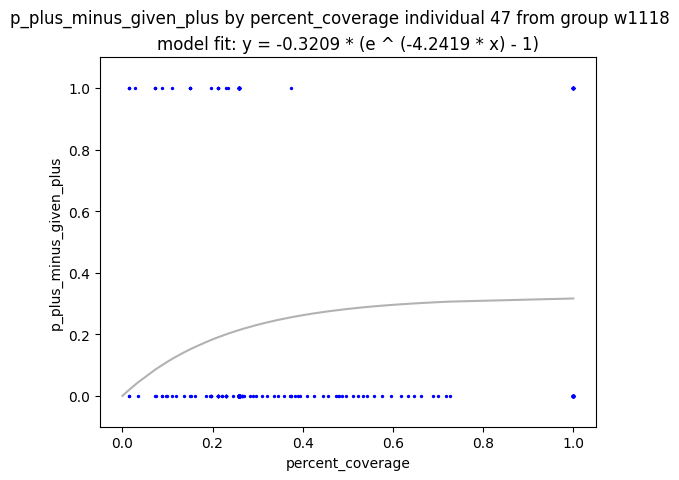 p_plus_minus_given_plus by percent_coverage individual 47 from group w1118
model fit: y = -0.3209 * (e ^ (-4.2419 * x) - 1)
1.0
0.8
0.6
0.4
0.2
0.0
p_plus_minus_given_plus
0.0 0.2 0.4 0.6 0.8 1.0
percent_coverage